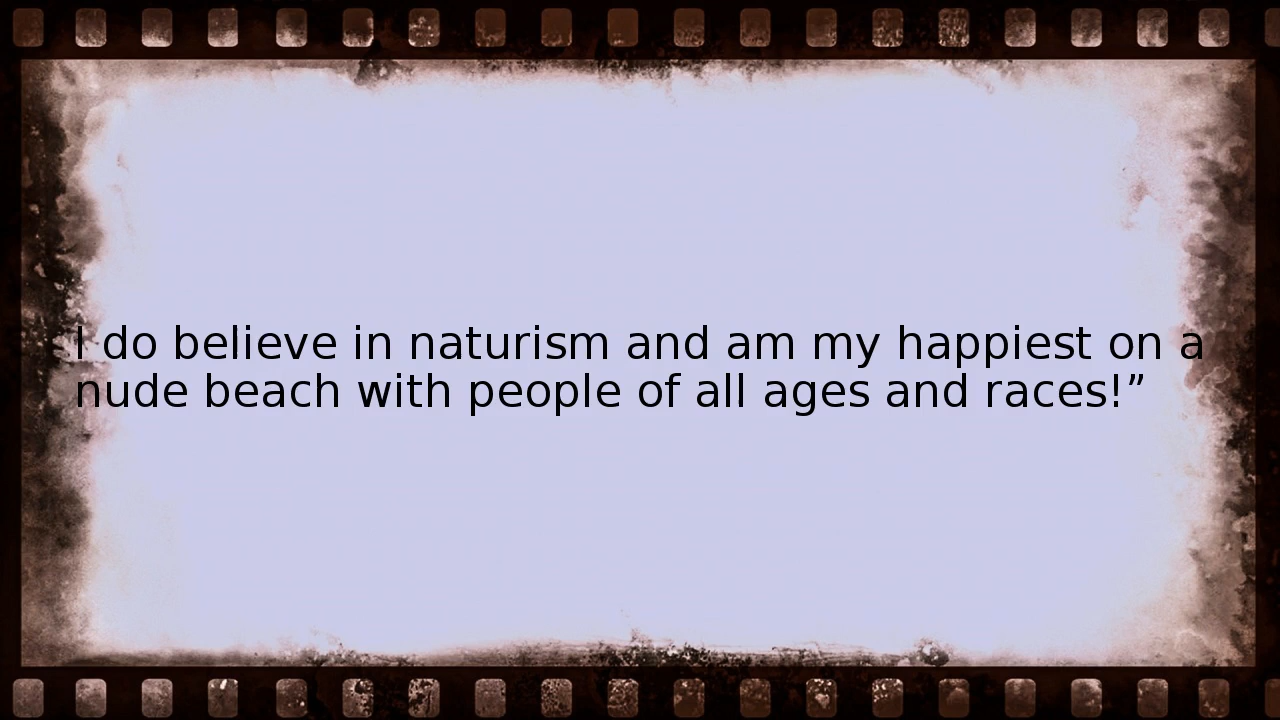 I do believe in naturism and am my happiest on a
nude beach with people of all ages and races!”